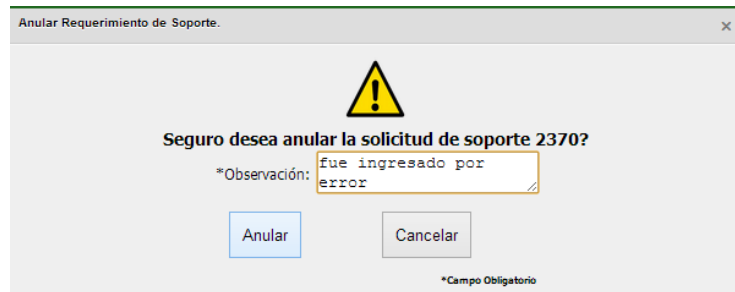 Anular Requerimiento de Soporte.
×
Seguro desea anular la solicitud de soporte 2370?
*Observación: fue ingresado por
error
Anular Cancelar
*Campo Obligatorio